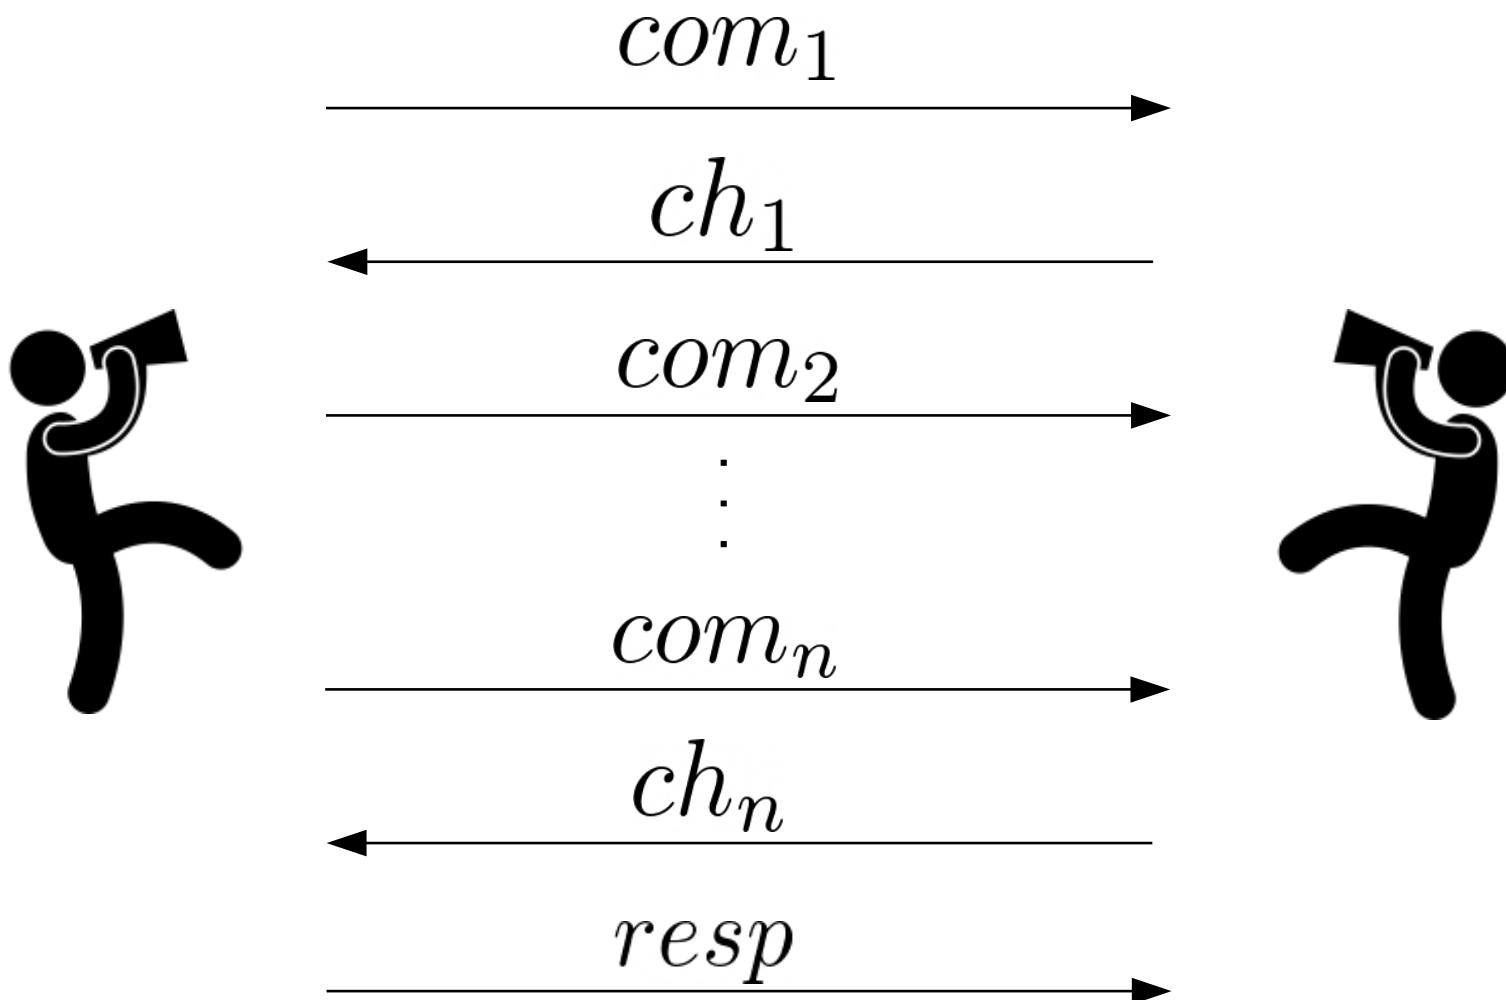 com₁
ch₁
com₂
⋮
comₙ
chₙ
resp